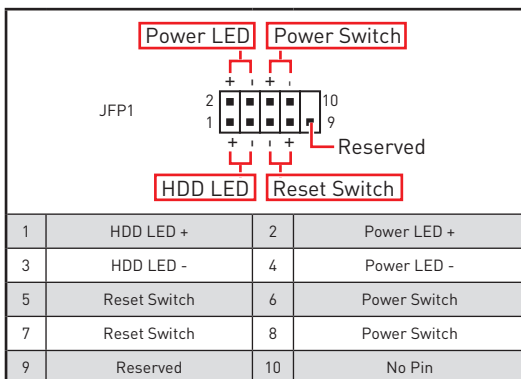 Power LED Power Switch
+ - + -
JFP1
2 10
1 9
+ - - +
Reserved
HDD LED Reset Switch
1 HDD LED + 2 Power LED +
3 HDD LED - 4 Power LED -
5 Reset Switch 6 Power Switch
7 Reset Switch 8 Power Switch
9 Reserved 10 No Pin